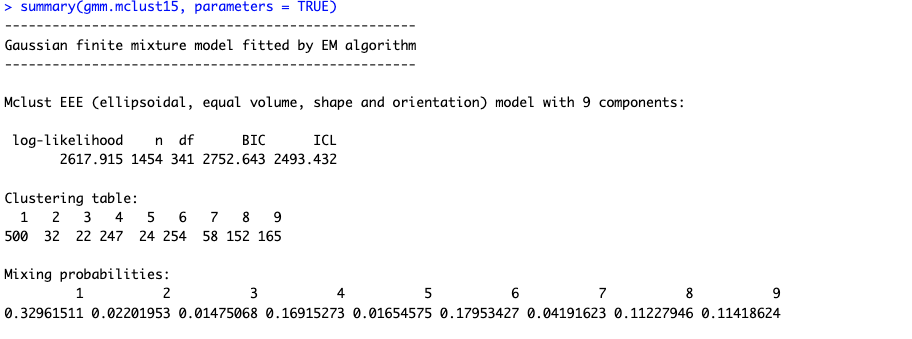 > summary(gmm.mclust15, parameters = TRUE)
----------------------------------------------------
Gaussian finite mixture model fitted by EM algorithm
----------------------------------------------------
Mclust EEE (ellipsoidal, equal volume, shape and orientation) model with 9 components:
log-likelihood    n  df      BIC      ICL
2617.915 1454 341 2752.643 2493.432
Clustering table:
1   2   3   4   5   6   7   8   9
500  32  22 247  24 254  58 152 165
Mixing probabilities:
1          2          3          4          5          6          7          8          9
0.32961511 0.02201953 0.01475068 0.16915273 0.01654575 0.17953427 0.04191623 0.11227946 0.11418624